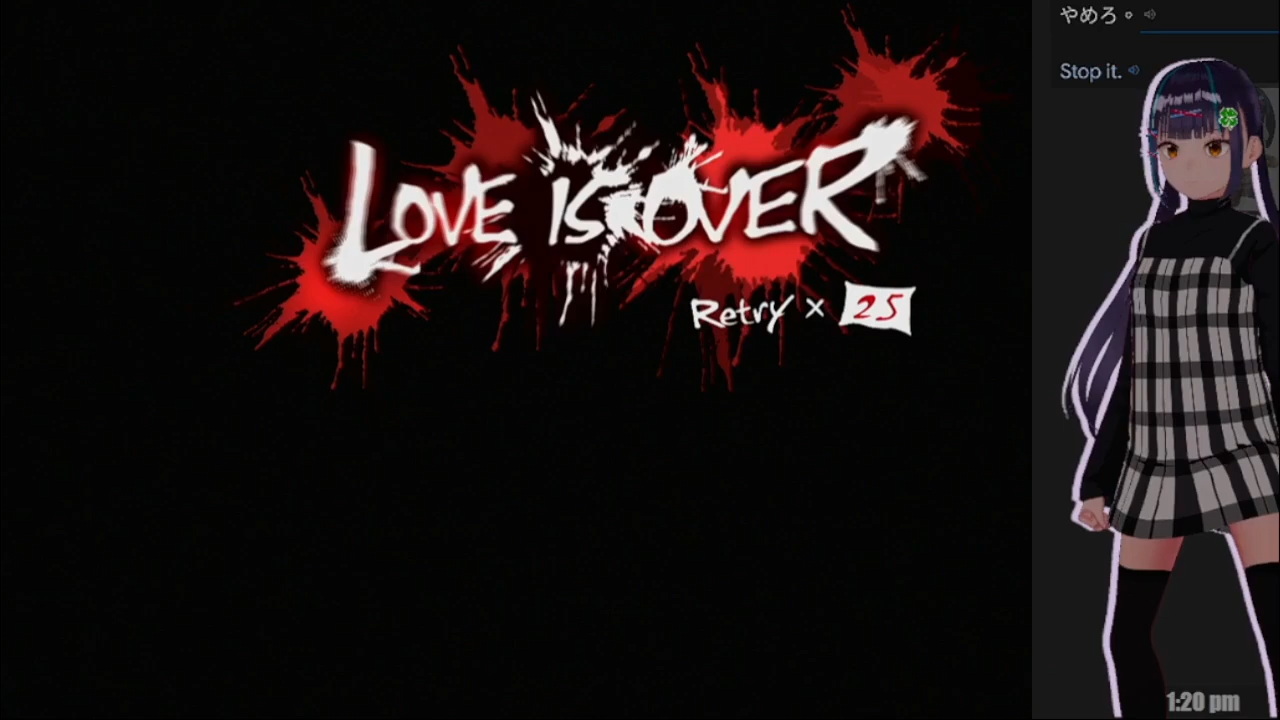 やめろ。
Stop it.
LOVE IS OVER
Retry × 25
1:20 pm